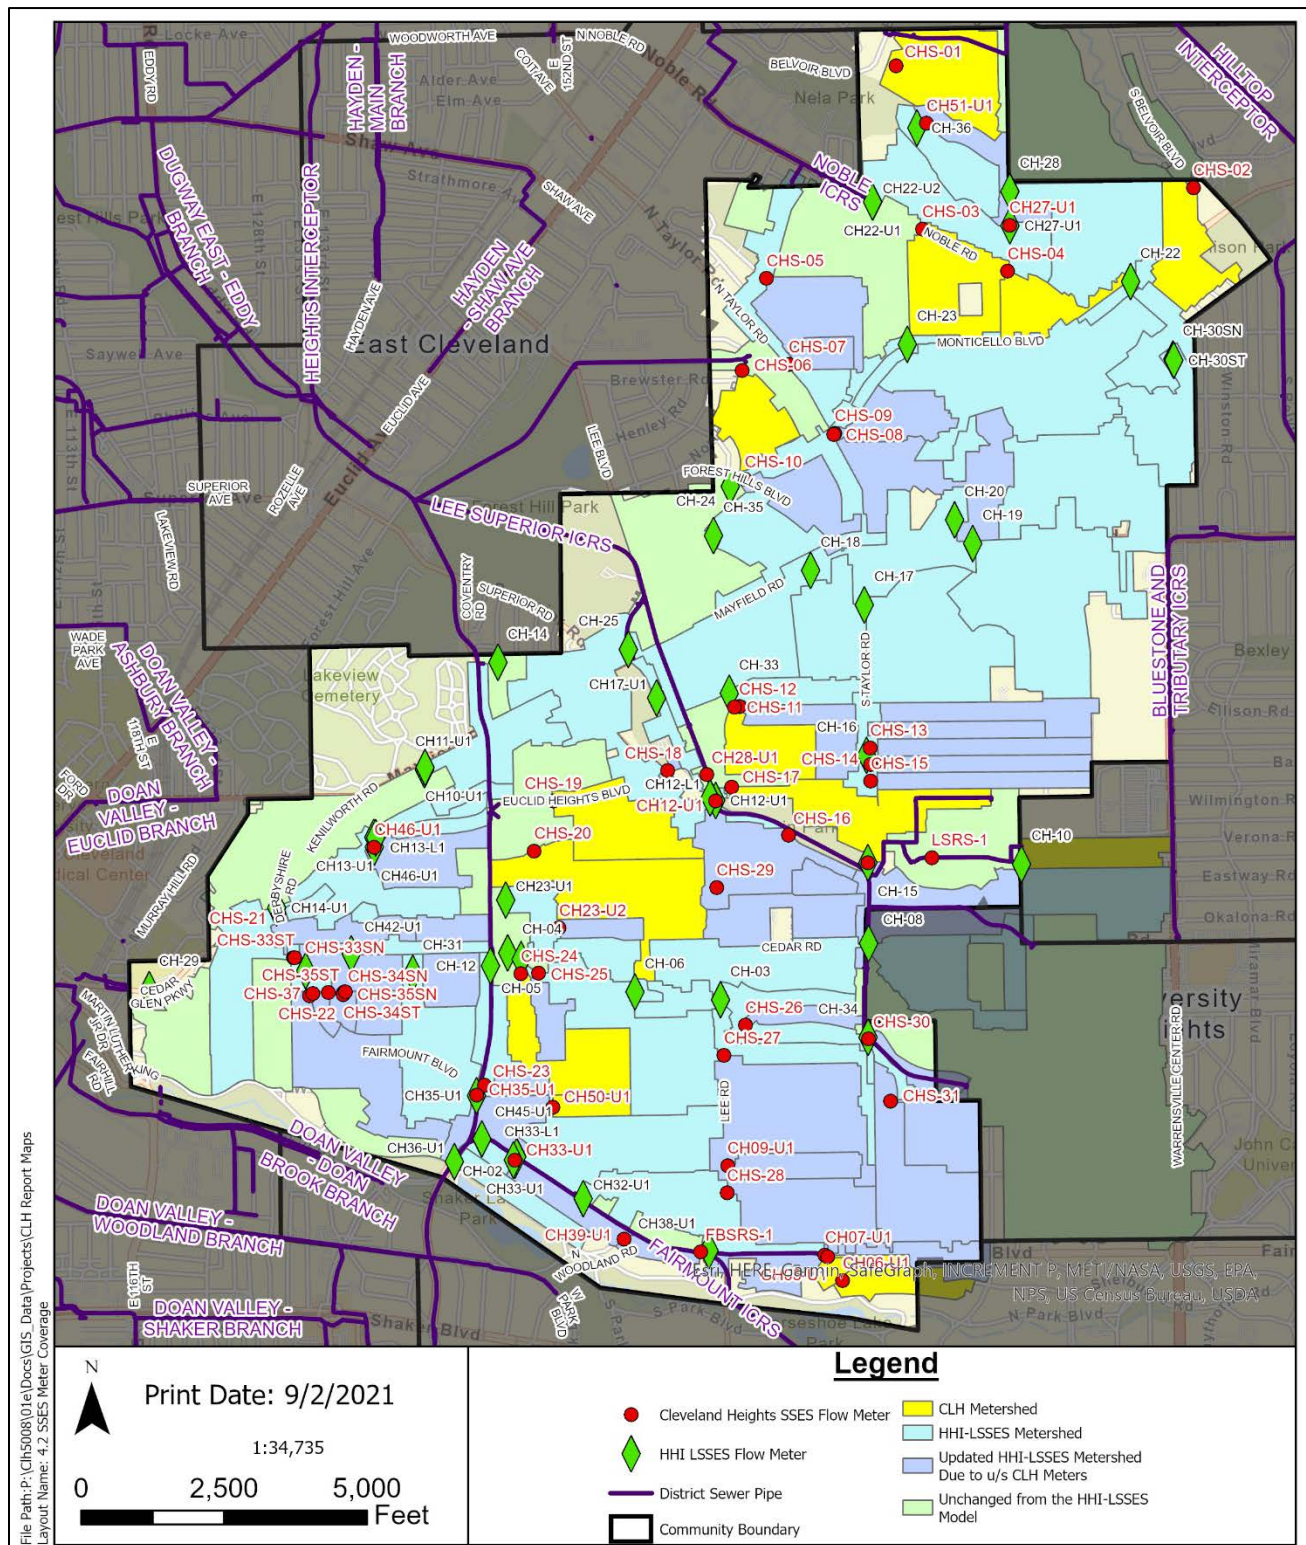 Locke Ave
WOODWORTH AVE
N NOBLE RD
Noble Rd
EDDY RD
HAYDEN -
MAIN
BRANCH
COIT AVE
E
152ND ST
BELVOIR BLVD
CHS-01
Nela Park
HILLTOP
INTERCEPTOR
Alder Ave
Elm Ave
S BELVOIR BLVD
CH51-U1
CH-36
Shaw Ave
Strathmore Ave
SHAW AVE
NOBLE
ICRS
CH-28
CHS-02
DUGWAY EAST - EDDY
BRANCH
HEIGHTS INTERCEPTOR
E 128th St
N Taylor Rd
CH22-U2
CHS-03
CH27-U1
CH27-U1
CH22-U1
NOBLE RD
CHS-04
CH-22
HAYDEN
- SHAW AVE
BRANCH
HAYDEN AVE
CHS-05
N TAYLOR RD
CH-23
MONTICELLO BLVD
CH-30SN
CH-30ST
East Cleveland
Saywell Ave
EUCLID AVE
Brewster Rd
CHS-07
CHS-06
Winston Rd
E 113th St
Henley Rd
LEE BLVD
CHS-09
CHS-08
SUPERIOR
AVE
ROZELLE
AVE
Euclid Ave
CHS-10
FOREST HILLS BLVD
CH-24
CH-35
CH-20
CH-19
LAKEVIEW RD
Forest Hill Park
LEE SUPERIOR ICRS
CH-18
CH-17
MAYFIELD RD
Forest Hill Ave
COVENTRY
RD
SUPERIOR RD
CH-25
CH-14
WADE
PARK
AVE
DOAN VALLEY -
ASHBURY BRANCH
Lakeview
Cemetery
CH17-U1
CH-33
S TAYLOR RD
Bexley
BLUESTONE AND
TRIBUTARY ICRS
E
118TH ST
CHS-12
CHS-11
Ellison Rd
CH11-U1
CH-16
CHS-13
CHS-18
CH28-U1
CHS-14
CHS-15
FORD
DR
DOAN
VALLEY -
EUCLID BRANCH
KENILWORTH RD
CH10-U1
CHS-19
EUCLID HEIGHTS BLVD
CH12-L1
CHS-17
CH12-U1
CH12-U1
Wilmington R
CH46-U1
CHS-20
CHS-16
Verona R
LSRS-1
CH-10
CH13-L1
CH13-U1
CH46-U1
MURRAY HILL RD
DERBYSHIRE
RD
CHS-29
Eastway Rd
CH23-U1
CH-15
CH14-U1
CH23-U2
CHS-21
CH42-U1
CH-08
Okalona Rd
CH-04
CHS-33ST
CHS-33SN
CH-31
CEDAR RD
CHS-24
CH-29
CEDAR
GLEN PKWY
CHS-35ST
CHS-34SN
CH-12
CHS-25
CH-06
CH-03
CHS-37
CHS-35SN
CH-05
CHS-22
CHS-34ST
CH-34
CHS-26
CHS-30
MARTIN LUTHER KING
JR DR
CHS-27
FAIRHILL
RD
FAIRMOUNT BLVD
CHS-23
WARRENSVILLE CENTER RD
CH35-U1
CH35-U1
CH50-U1
LEE RD
CHS-31
CH45-U1
CH33-L1
CH36-U1
CH33-U1
CH09-U1
DOAN VALLEY
- DOAN
BROOK BRANCH
CH-02
CH33-U1
CHS-28
CH32-U1
DOAN VALLEY -
WOODLAND BRANCH
CH39-U1
CH38-U1
FBSRS-1
CH07-U1
N
WOODLAND RD
CH06-U1
FAIRMOUNT ICRS
Esri, HERE, Garmin, SafeGraph, INCREMENT P, METI/NASA, USGS, EPA,
NPS, US Census Bureau, USDA
E 116TH
ST
DOAN VALLEY -
SHAKER BRANCH
Shaker Blvd
W
PARK
BLVD
S Park Blvd
N Park Blvd
N
Print Date: 9/2/2021
1:34,735
0 2,500 5,000
Feet
Legend
Cleveland Heights SSES Flow Meter
HHI LSSES Flow Meter
District Sewer Pipe
Community Boundary
CLH Metershed
HHI-LSSES Metershed
Updated HHI-LSSES Metershed
Due to u/s CLH Meters
Unchanged from the HHI-LSSES
Model
File Path:P:\Clh5008\01e\Docs\GIS_Data\Projects\CLH Report Maps
Layout Name: 4.2 SSES Meter Coverage